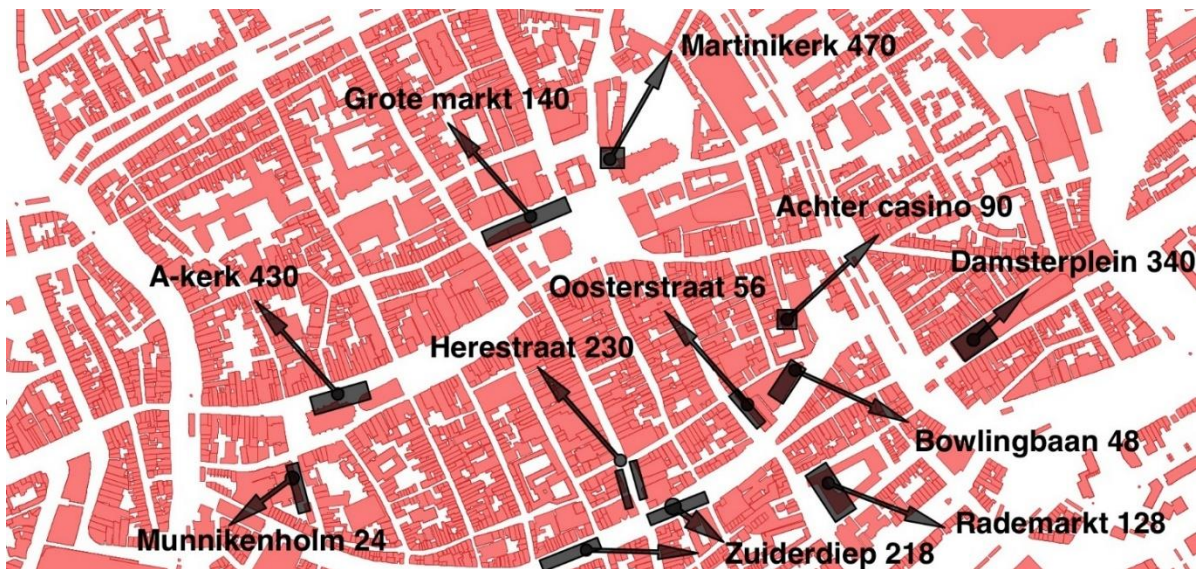 Martinikerk 470
Grote markt 140
Achter casino 90
Damsterplein 340
A-kerk 430
Oosterstraat 56
Herestraat 230
Bowlingbaan 48
Rademarkt 128
Munnikenholm 24
Zuiderdiep 218